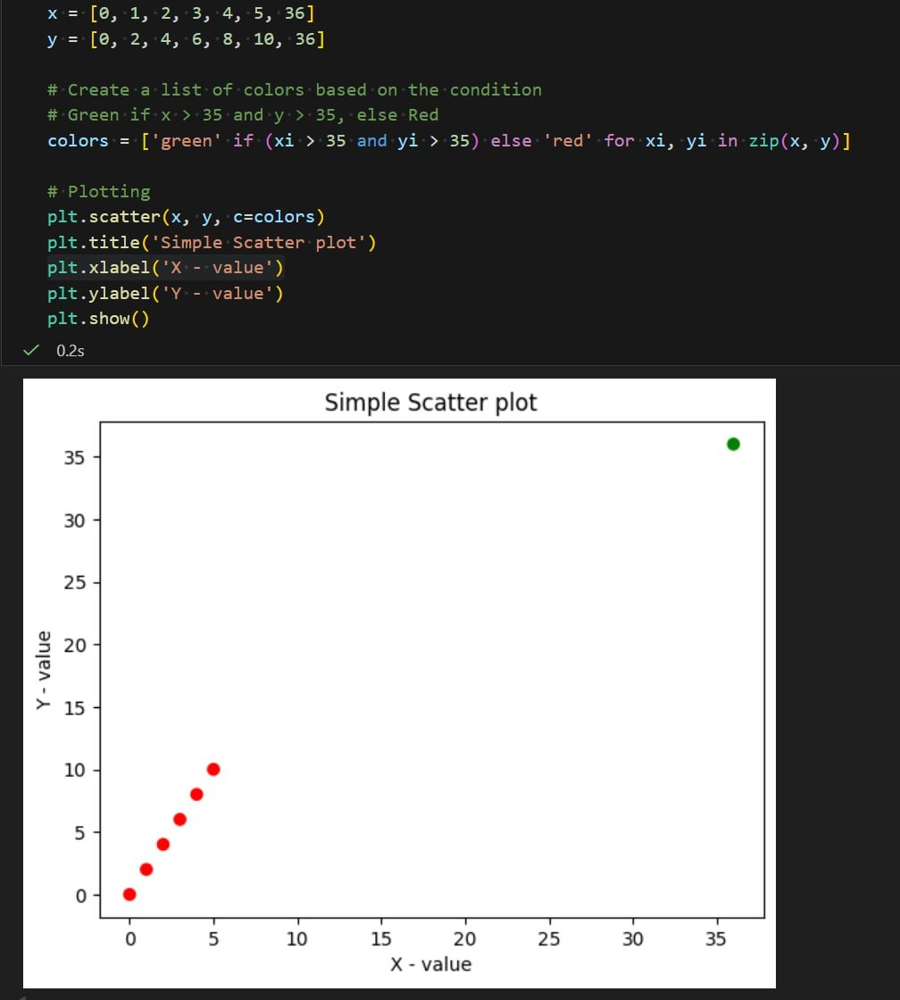 x = [0, 1, 2, 3, 4, 5, 36]
y = [0, 2, 4, 6, 8, 10, 36]
# Create a list of colors based on the condition
# Green if x > 35 and y > 35, else Red
colors = ['green' if (xi > 35 and yi > 35) else 'red' for xi, yi in zip(x, y)]
# Plotting
plt.scatter(x, y, c=colors)
plt.title('Simple Scatter plot')
plt.xlabel('X - value')
plt.ylabel('Y - value')
plt.show()
0.2s
Simple Scatter plot
35
30
25
20
15
10
5
0
Y - value
0 5 10 15 20 25 30 35
X - value